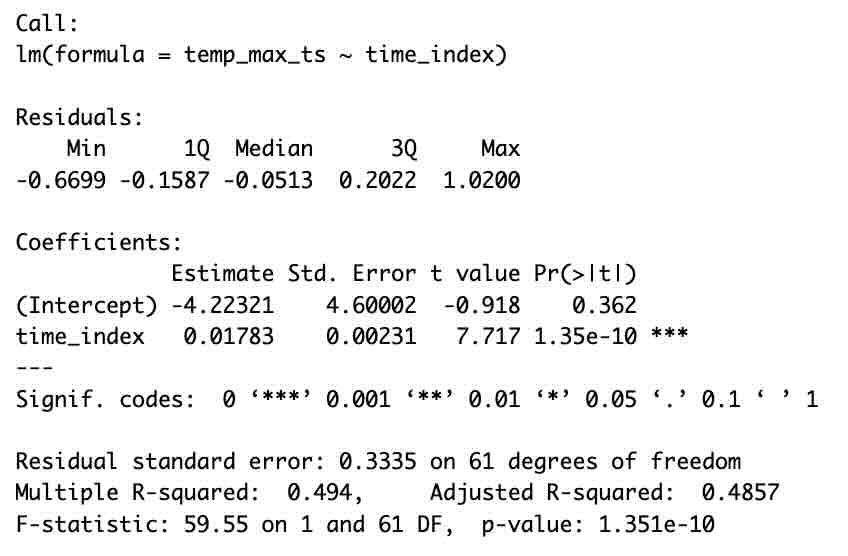 Call:
lm(formula = temp_max_ts ~ time_index)
Residuals:
Min 1Q Median 3Q Max
-0.6699 -0.1587 -0.0513 0.2022 1.0200
Coefficients:
Estimate Std. Error t value Pr(>|t|)
(Intercept) -4.22321 4.60002 -0.918 0.362
time_index 0.01783 0.00231 7.717 1.35e-10 ***
---
Signif. codes: 0 ‘***’ 0.001 ‘**’ 0.01 ‘*’ 0.05 ‘.’ 0.1 ‘ ’ 1
Residual standard error: 0.3335 on 61 degrees of freedom
Multiple R-squared: 0.494, Adjusted R-squared: 0.4857
F-statistic: 59.55 on 1 and 61 DF, p-value: 1.351e-10